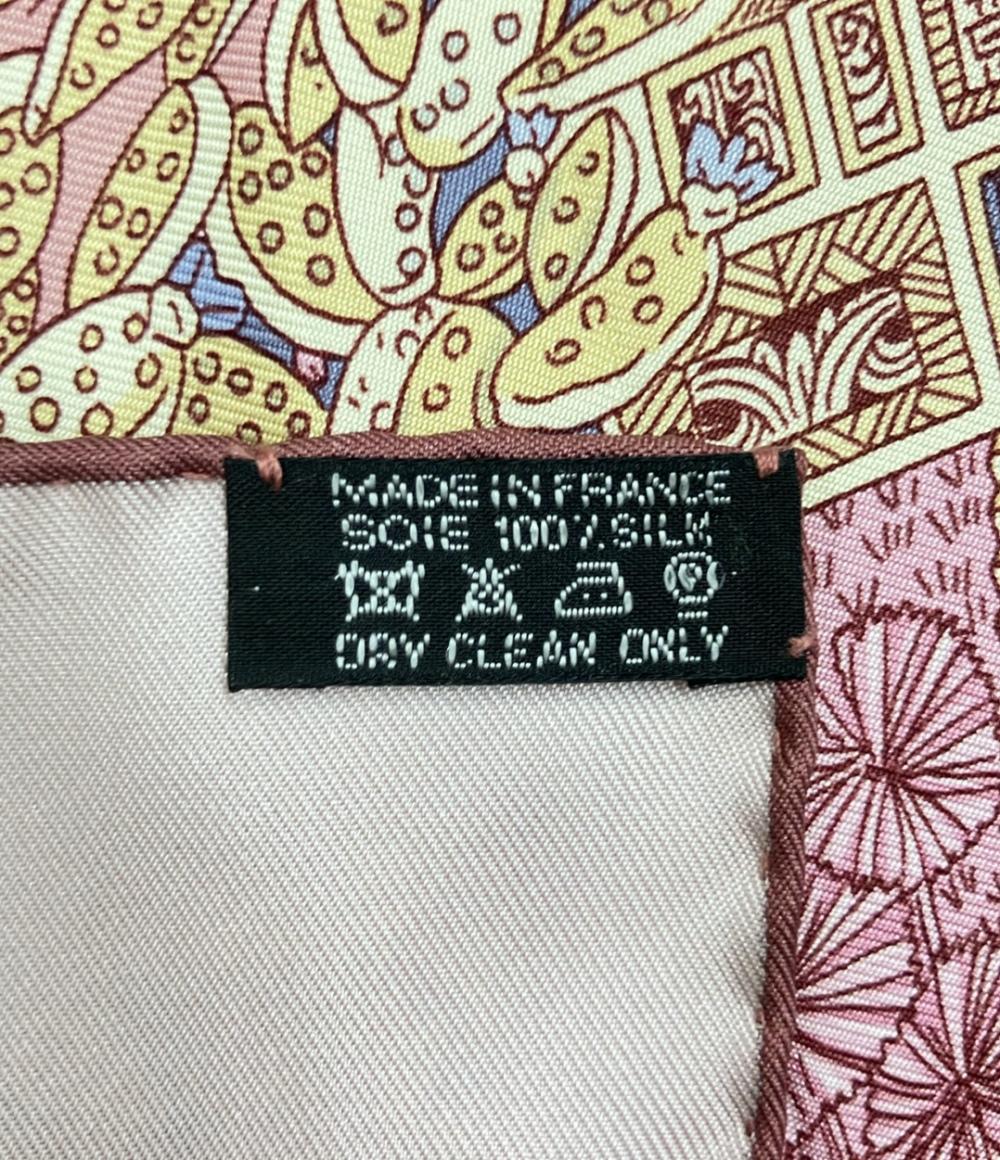 MADE IN FRANCE
SOIE 100% SILK
DRY CLEAN ONLY